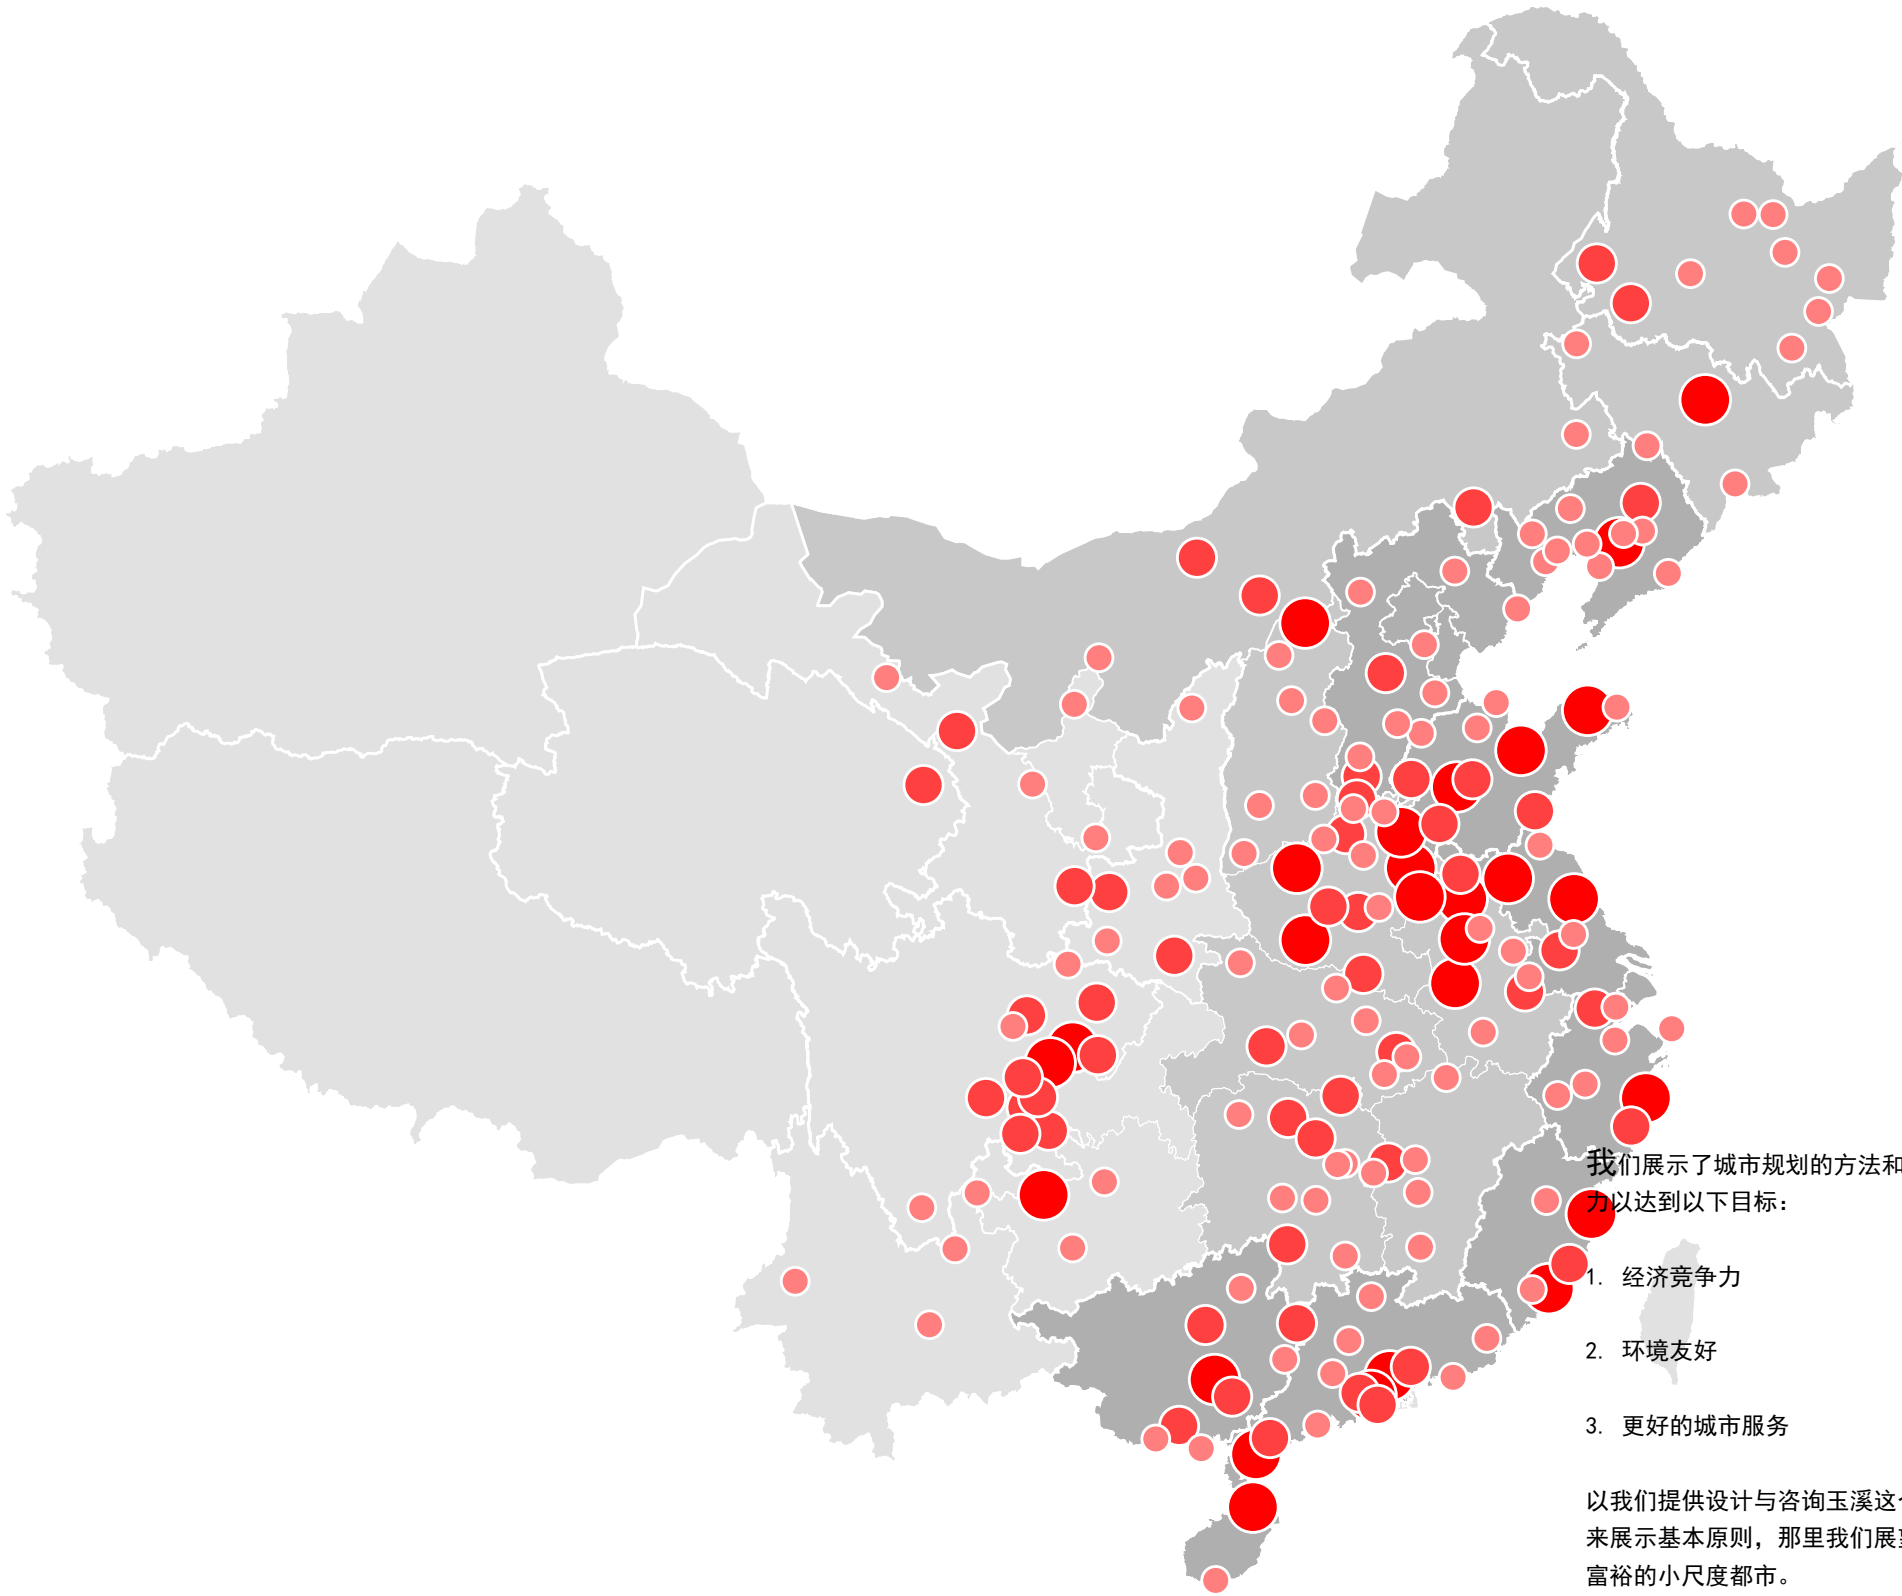 我们展示了城市规划的方法和
力以达到以下目标：
1. 经济竞争力
2. 环境友好
3. 更好的城市服务
以我们提供设计与咨询玉溪这
来展示基本原则，那里我们展
富裕的小尺度都市。